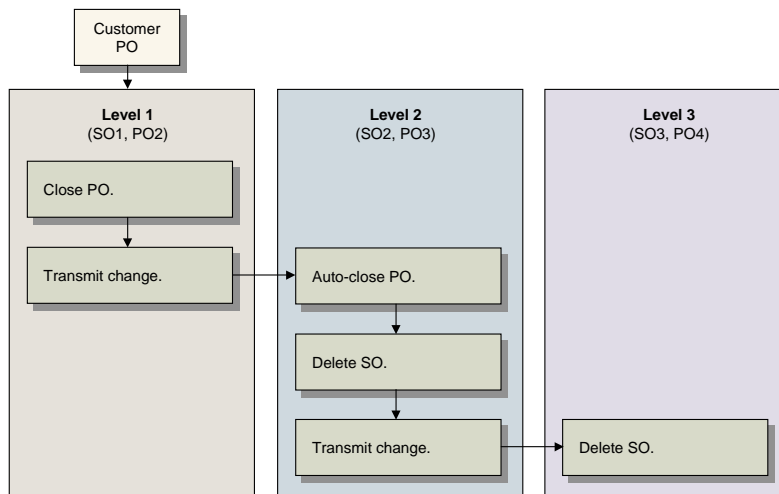 Customer
PO
Level 1
(SO1, PO2)
Close PO.
Transmit change.
Level 2
(SO2, PO3)
Auto-close PO.
Delete SO.
Transmit change.
Level 3
(SO3, PO4)
Delete SO.